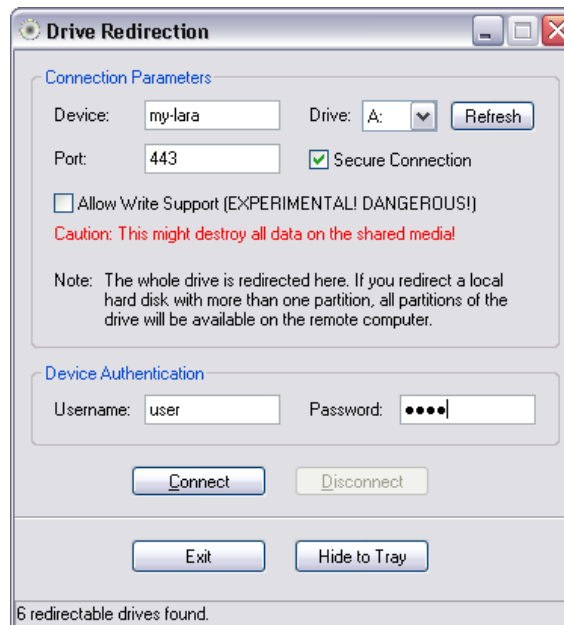 Drive Redirection
Connection Parameters
Device: my-lara Drive: A: Refresh
Port: 443 Secure Connection
Allow Write Support (EXPERIMENTAL! DANGEROUS!)
Caution: This might destroy all data on the shared media!
Note: The whole drive is redirected here. If you redirect a local
hard disk with more than one partition, all partitions of the
drive will be available on the remote computer.
Device Authentication
Username: user Password: ●●●●
Connect Disconnect
Exit Hide to Tray
6 redirectable drives found.